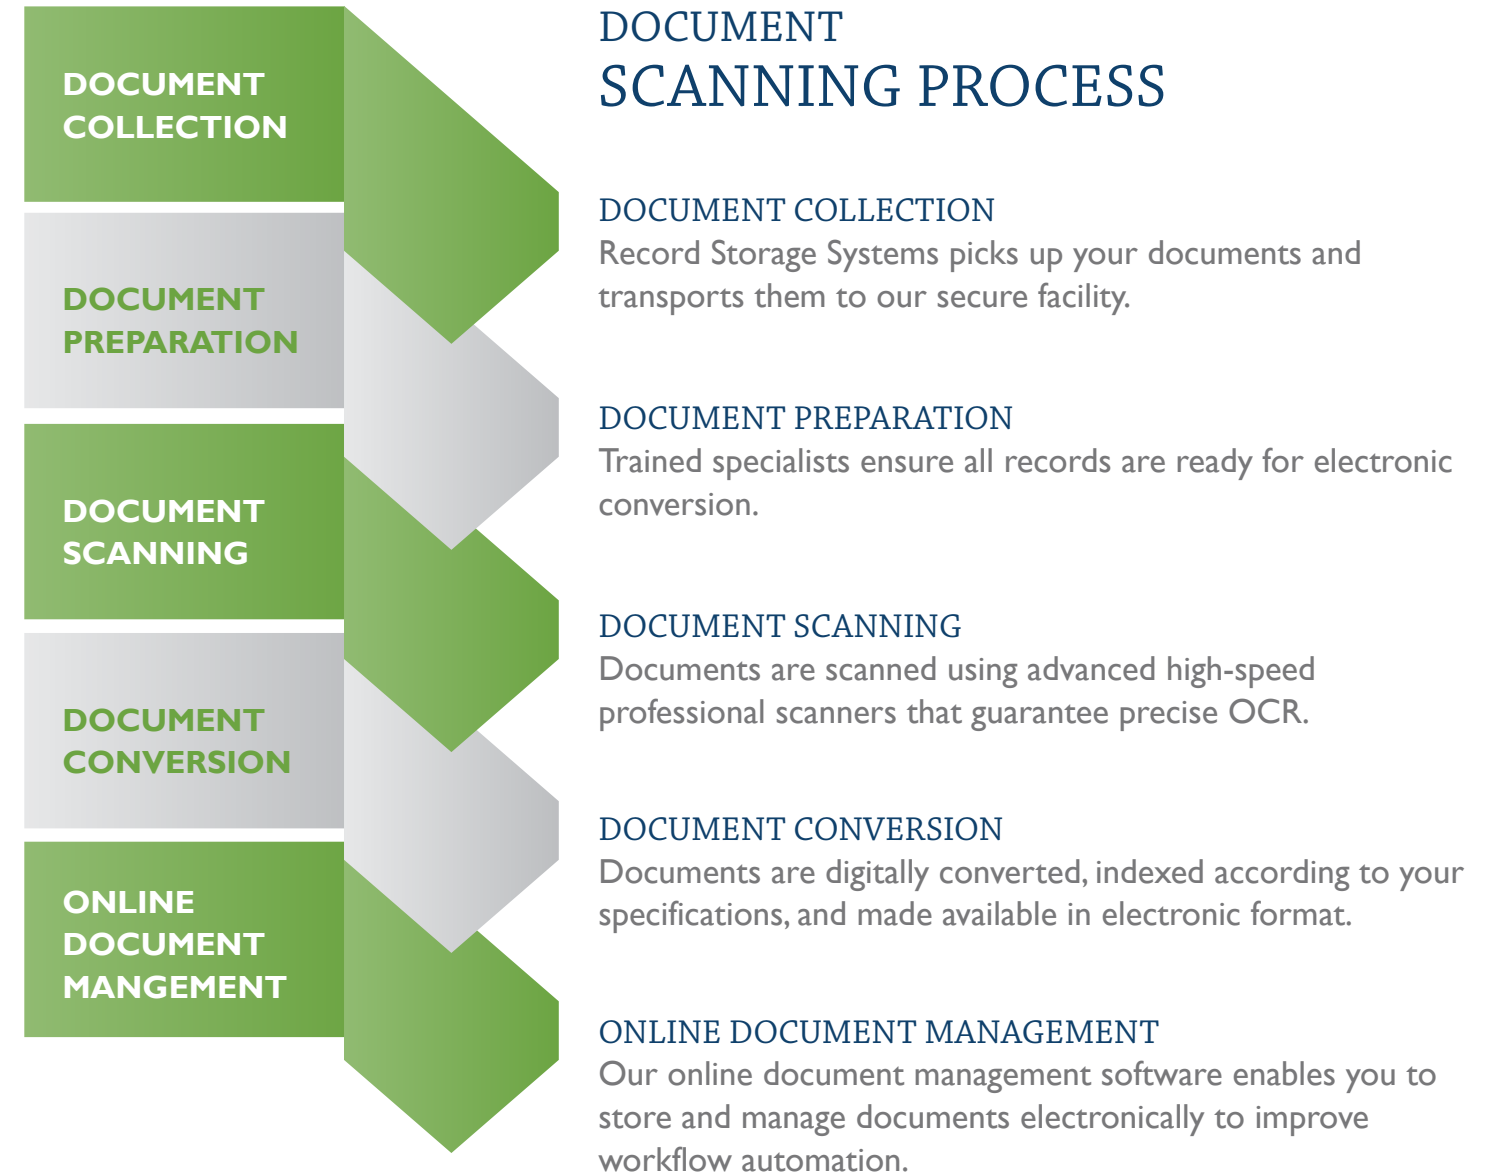 DOCUMENT
COLLECTION
DOCUMENT
PREPARATION
DOCUMENT
SCANNING
DOCUMENT
CONVERSION
ONLINE
DOCUMENT
MANGEMENT
DOCUMENT
SCANNING PROCESS
DOCUMENT COLLECTION
Record Storage Systems picks up your documents and
transports them to our secure facility.
DOCUMENT PREPARATION
Trained specialists ensure all records are ready for electronic
conversion.
DOCUMENT SCANNING
Documents are scanned using advanced high-speed
professional scanners that guarantee precise OCR.
DOCUMENT CONVERSION
Documents are digitally converted, indexed according to your
specifications, and made available in electronic format.
ONLINE DOCUMENT MANAGEMENT
Our online document management software enables you to
store and manage documents electronically to improve
workflow automation.